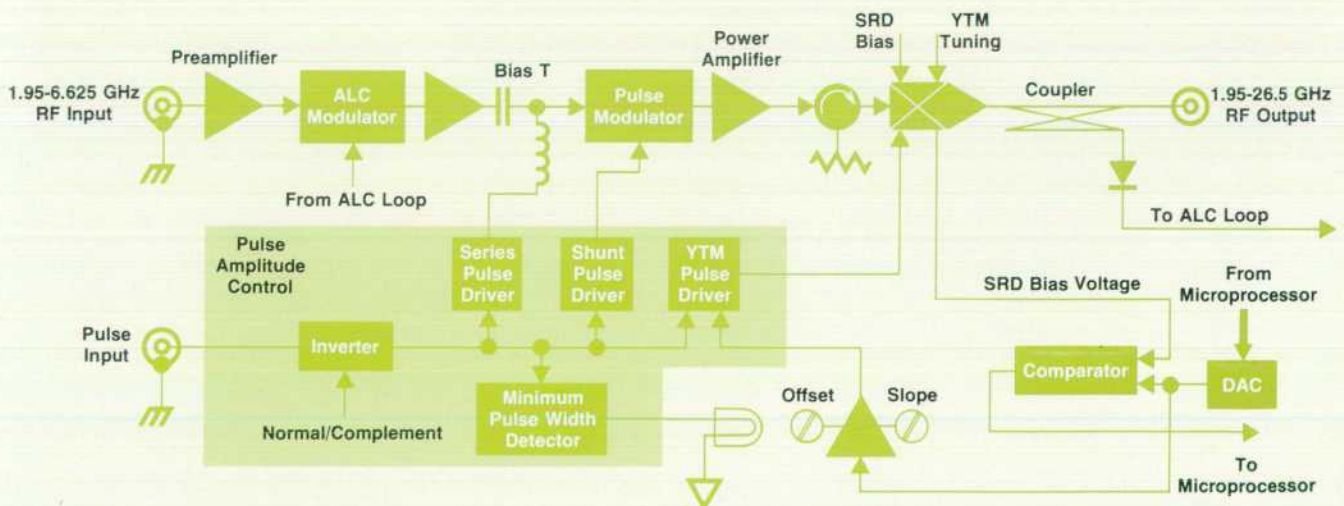 SRD
Bias
YTM
Tuning
Preamplifier
Power
Amplifier
Bias T
1.95-6.625 GHz
RF Input
ALC
Modulator
Pulse
Modulator
Coupler
1.95-26.5 GHz
RF Output
From ALC Loop
To ALC Loop
Pulse
Amplitude
Control
Series
Pulse
Driver
Shunt
Pulse
Driver
YTM
Pulse
Driver
SRD Bias Voltage
From
Microprocessor
Pulse
Input
Inverter
Comparator
DAC
Minimum
Pulse Width
Detector
Offset
Slope
Normal/Complement
To
Microprocessor